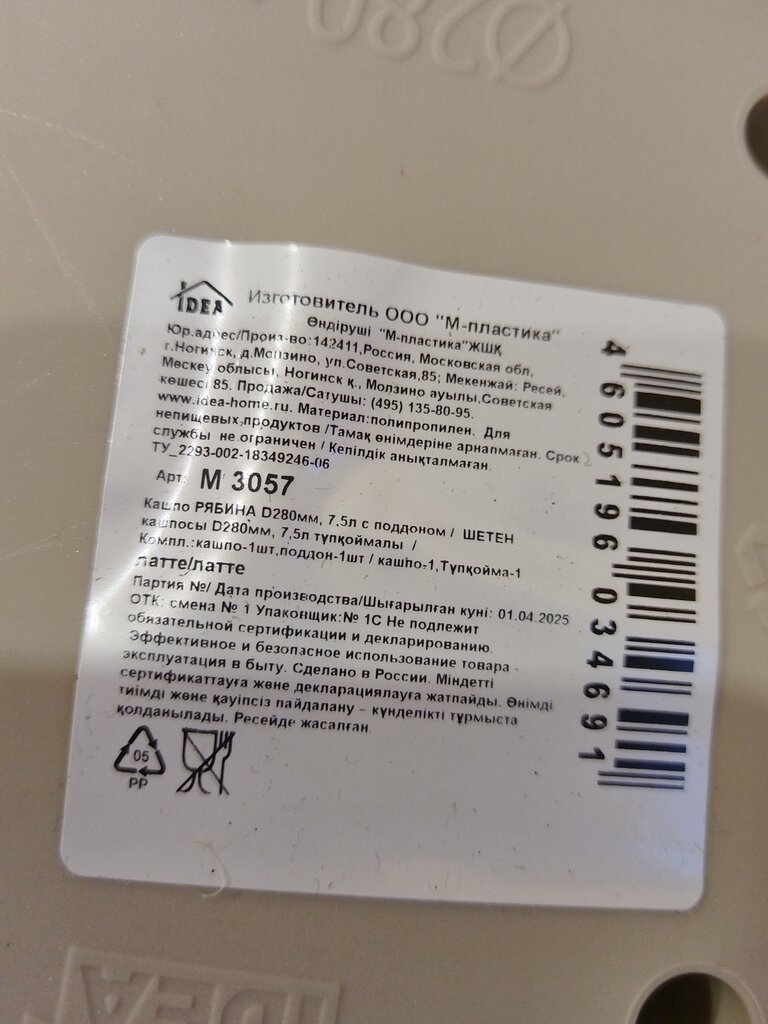 Ø280
IDEA
Изготовитель ООО "М-пластика"
Өндіруші "М-пластика"ЖШҚ
Юр.адрес/Произ-во:142411,Россия, Московская обл,
г.Ногинск, д.Молзино, ул.Советская,85; Мекенжай: Ресей,
Мәскеу облысы, Ногинск қ., Молзино ауылы,Советская
көшесі 85. Продажа/Сатушы: (495) 135-80-95.
www.idea-home.ru. Материал:полипропилен. Для
непищевых продуктов /Тамақ өнімдеріне арналмаған. Срок
службы не ограничен / Кепілдік анықталмаған.
ТУ_2293-002-18349246-06
Арт: М 3057
Кашпо РЯБИНА D280мм, 7,5л с поддоном / ШЕТЕН
кашпосы D280мм, 7,5л түпқоймалы /
Компл.:кашпо-1шт,поддон-1шт / кашпо-1,Түпқойма-1
латте/латте
Партия №/ Дата производства/Шығарылған куні: 01.04.2025
ОТК: смена № 1 Упаковщик:№ 1С Не подлежит
обязательной сертификации и декларированию.
Эффективное и безопасное использование товара -
эксплуатация в быту. Сделано в России. Міндетті
сертификаттауға және декларациялауға жатпайды. Өнімді
тиімді және қауіпсіз пайдалану – күнделікті тұрмыста
қолданылады. Ресейде жасалған.
05
PP
4605196034691
IDEA